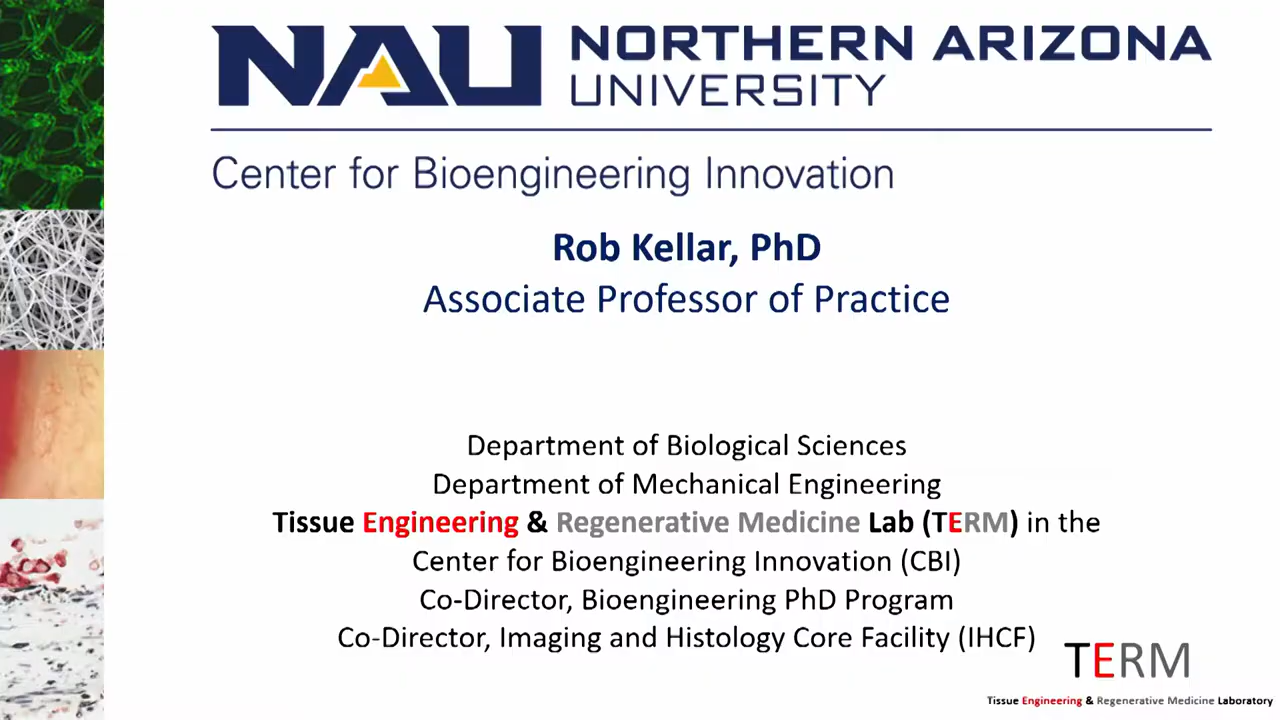 NAU NORTHERN ARIZONA
UNIVERSITY
Center for Bioengineering Innovation
Rob Kellar, PhD
Associate Professor of Practice
Department of Biological Sciences
Department of Mechanical Engineering
Tissue Engineering & Regenerative Medicine Lab (TERM) in the
Center for Bioengineering Innovation (CBI)
Co-Director, Bioengineering PhD Program
Co-Director, Imaging and Histology Core Facility (IHCF)
TERM
Tissue Engineering & Regenerative Medicine Laboratory